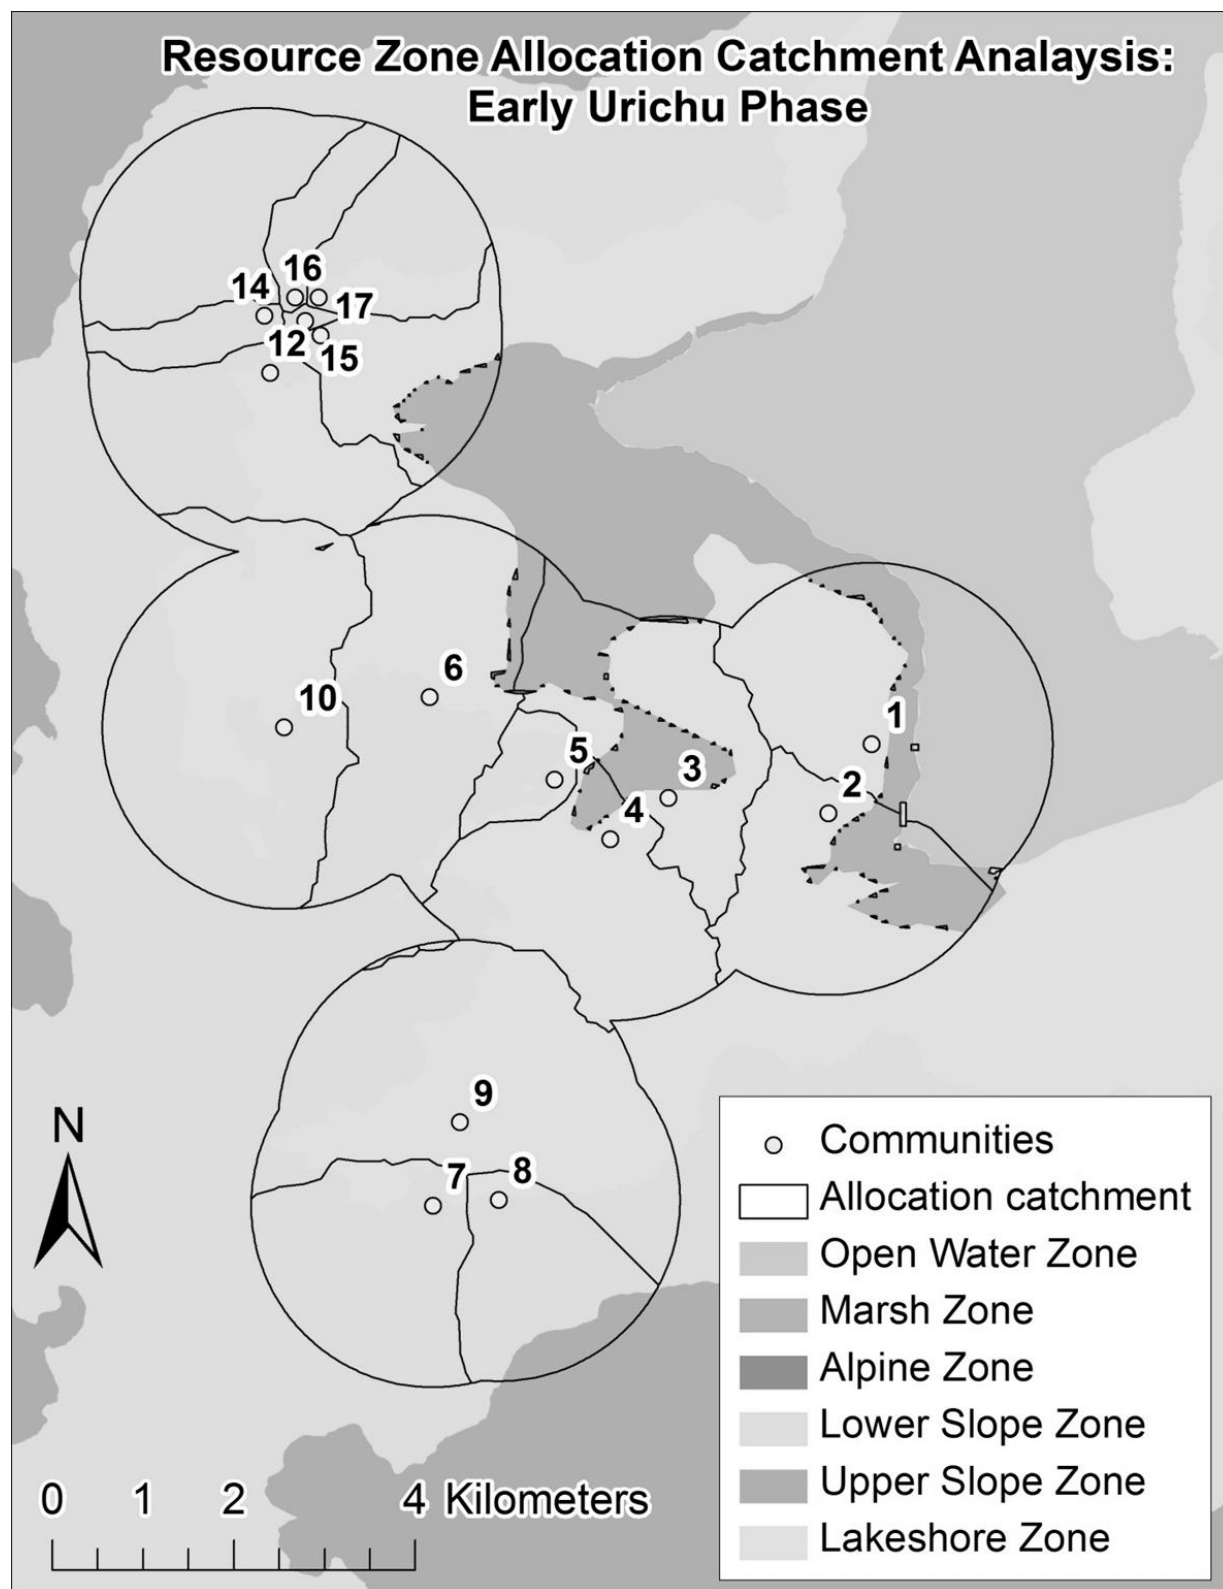 Resource Zone Allocation Catchment Analaysis:
Early Urichu Phase
16
14
17
12
15
6
10
1
5
3
2
4
9
7
8
N
Communities
Allocation catchment
Open Water Zone
Marsh Zone
Alpine Zone
Lower Slope Zone
Upper Slope Zone
Lakeshore Zone
0 1 2 4 Kilometers